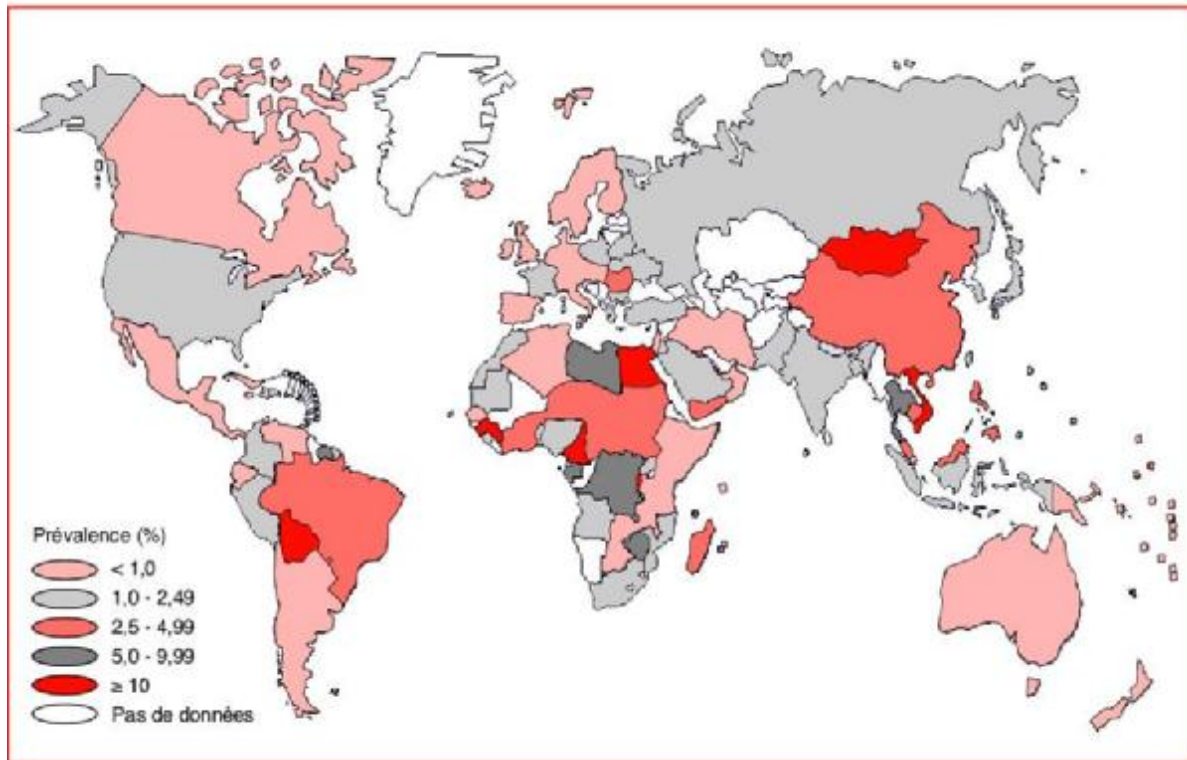 Prévalence (%)
< 1,0
1,0 - 2,49
2,5 - 4,99
5,0 - 9,99
≥ 10
Pas de données